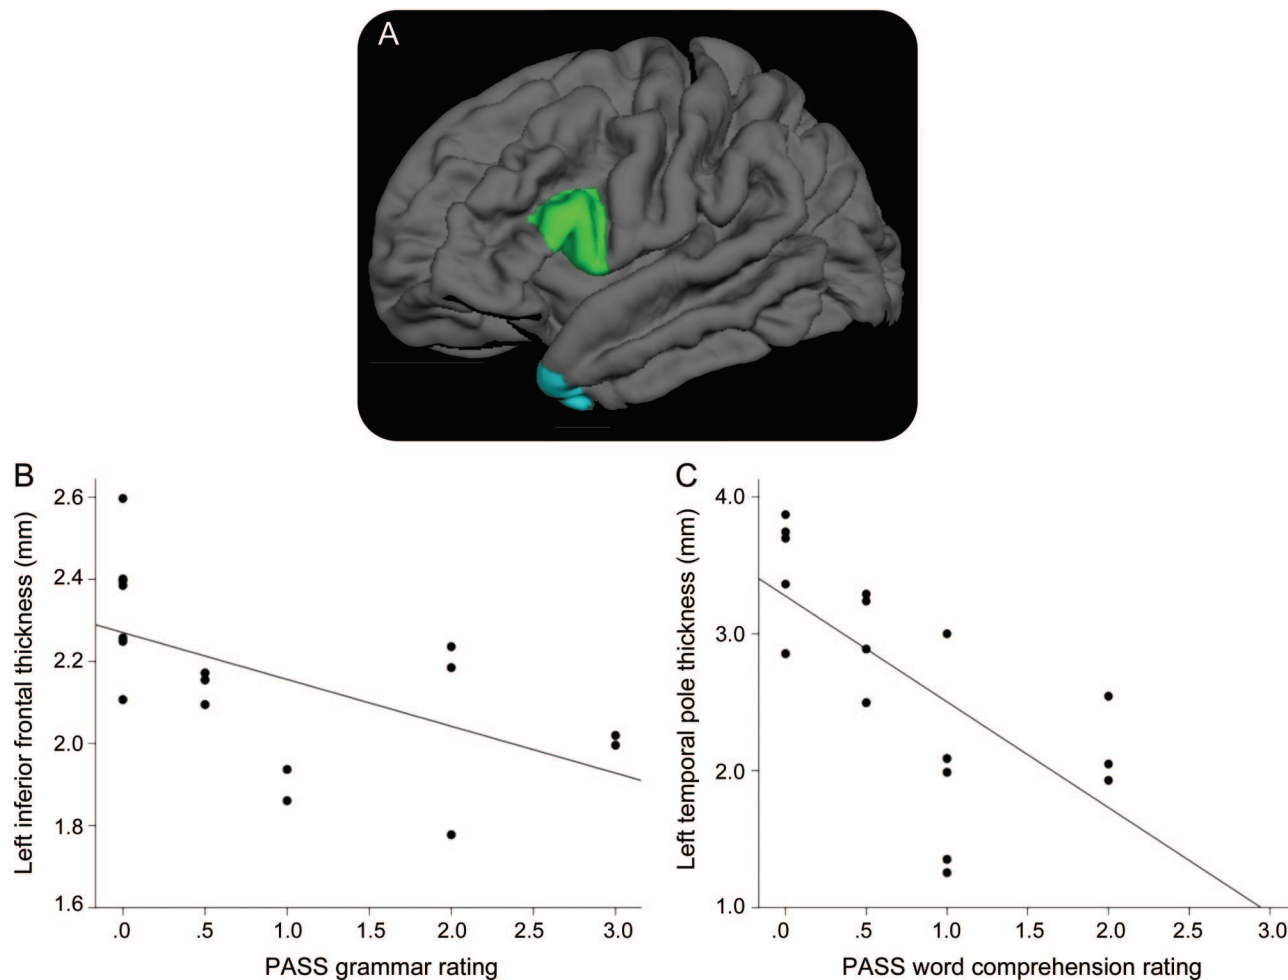 A
B
Left inferior frontal thickness (mm)
2.6
2.4
2.2
2.0
1.8
1.6
.0 .5 1.0 1.5 2.0 2.5 3.0
PASS grammar rating
C
Left temporal pole thickness (mm)
4.0
3.0
2.0
1.0
.0 .5 1.0 1.5 2.0 2.5 3.0
PASS word comprehension rating